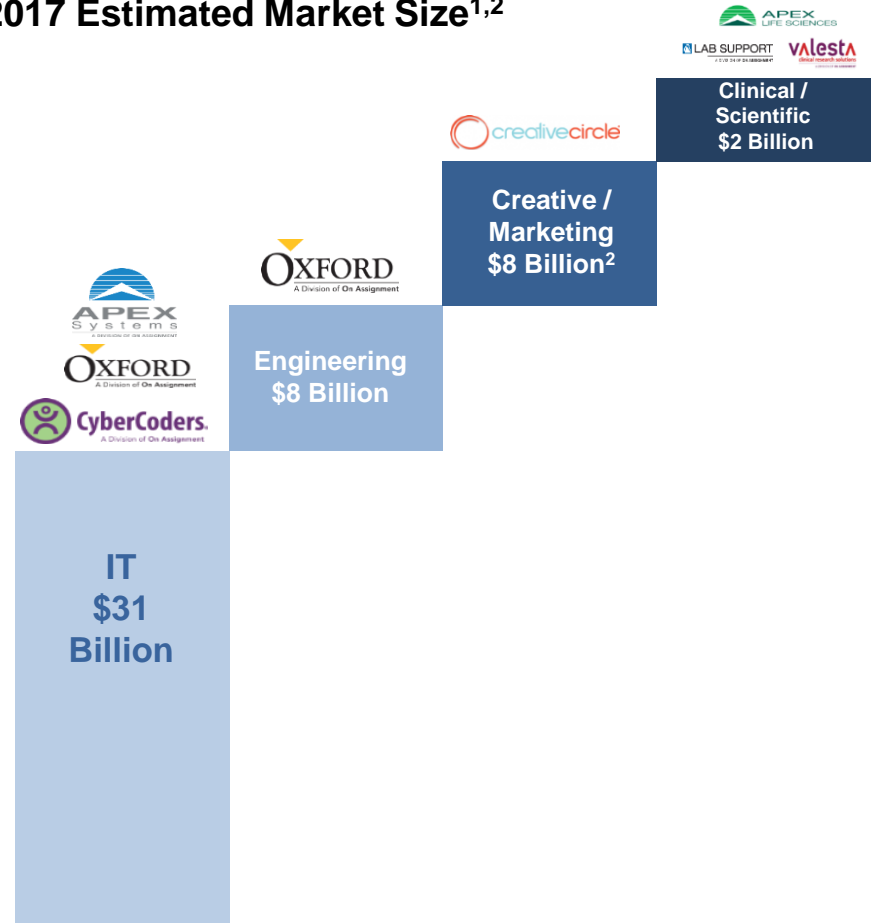 2017 Estimated Market Size1,2
APEX
LIFE SCIENCES
LAB SUPPORT
valesta
clinical research solutions
Clinical /
Scientific
$2 Billion
creativecircle
Creative /
Marketing
$8 Billion2
OXFORD
A Division of On Assignment
Engineering
$8 Billion
APEX
Systems
A DIVISION OF ON ASSIGNMENT
OXFORD
A Division of On Assignment
CyberCoders.
A Division of On Assignment
IT
$31
Billion